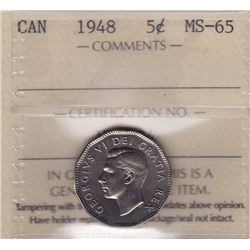 CAN 1948 5¢ MS-65
— COMMENTS —
— CERTIFICATION NO. —
GEORGIVS VI DEI GRATIA REX
IN C HIS IS A
GEN ITEM.
Tampering with dates above opinion.
Have holder package/seal not intact.